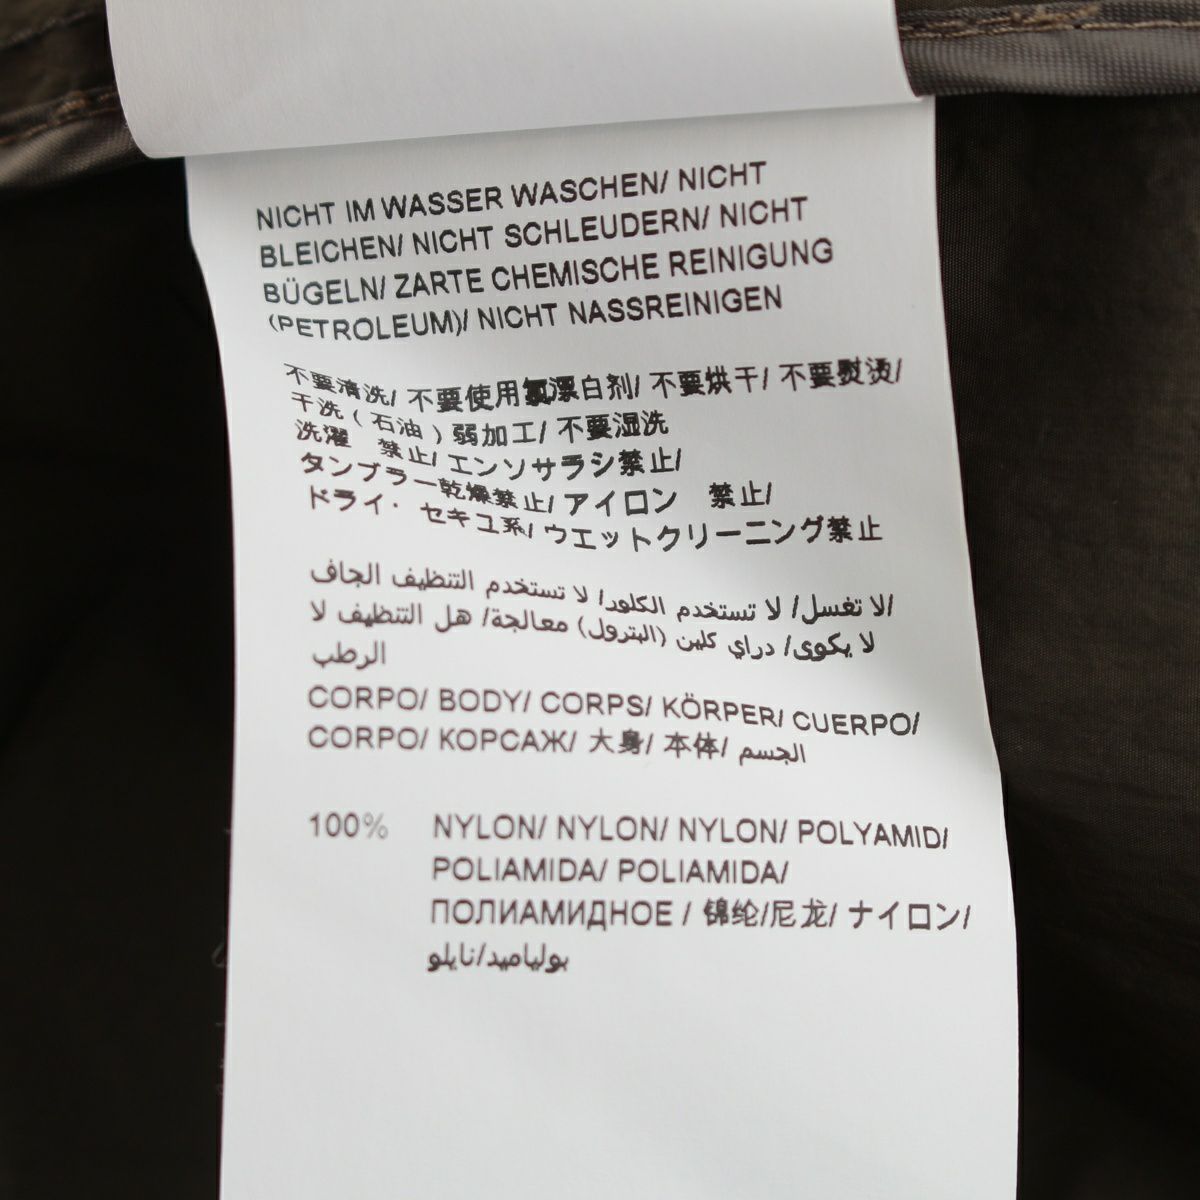 NICHT IM WASSER WASCHEN/ NICHT
BLEICHEN/ NICHT SCHLEUDERN/ NICHT
BÜGELN/ ZARTE CHEMISCHE REINIGUNG
(PETROLEUM)/ NICHT NASSREINIGEN
不要清洗/ 不要使用氯漂白剂/ 不要烘干/ 不要熨烫/
干洗（石油）弱加工/ 不要湿洗
洗濯　禁止/ エンソサラシ禁止/
タンブラー乾燥禁止/ アイロン　禁止/
ドライ・セキユ系/ ウエットクリーニング禁止
لا تغسل/ لا تستخدم الكلور/ لا تستخدم التنظيف الجاف/
لا يكوى/ دراي كلين (البترول) معالجة/ هل التنظيف لا
الرطب
CORPO/ BODY/ CORPS/ KÖRPER/ CUERPO/
CORPO/ КОРСАЖ/ 大身/ 本体/ الجسم
100% NYLON/ NYLON/ NYLON/ POLYAMID/
POLIAMIDA/ POLIAMIDA/
ПОЛИАМИДНОЕ / 锦纶/尼龙/ ナイロン/
بولياميد/نايلو